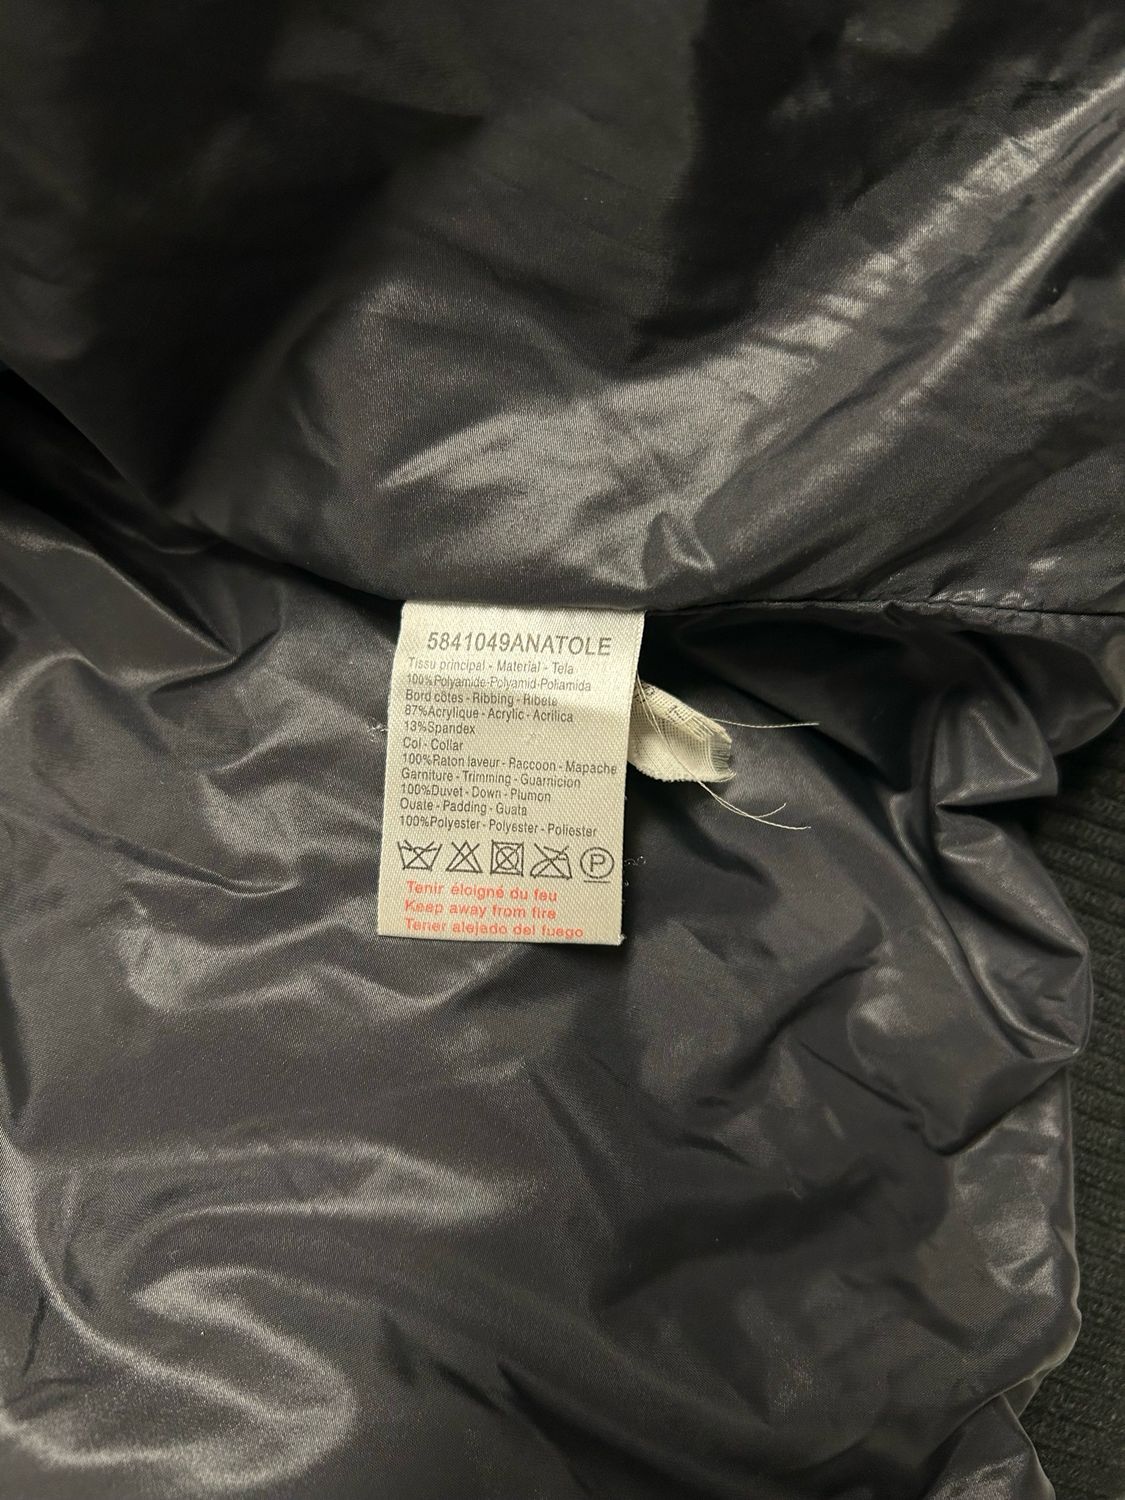 5841049ANATOLE
Tissu principal - Material - Tela
100%Polyamide-Polyamid-Poliamida
Bord côtes - Ribbing - Ribete
87%Acrylique - Acrylic - Acrilica
13%Spandex
Col - Collar
100%Raton laveur - Raccoon - Mapache
Garniture - Trimming - Guarnicion
100%Duvet - Down - Plumon
Ouate - Padding - Guata
100%Polyester - Polyester - Poliester
P
Tenir éloigné du feu
Keep away from fire
Tener alejado del fuego